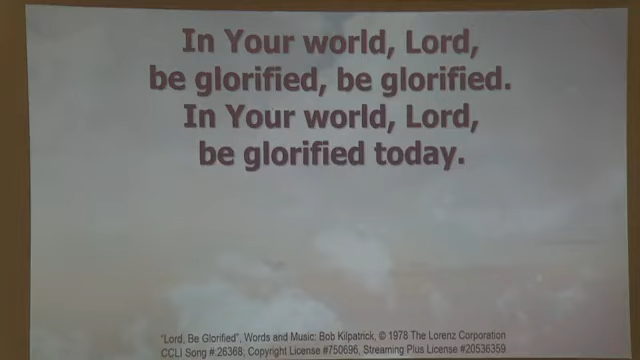 In Your world, Lord,
be glorified, be glorified.
In Your world, Lord,
be glorified today.
"Lord, Be Glorified", Words and Music: Bob Kilpatrick, © 1978 The Lorenz Corporation
CCLI Song #.26368, Copyright License #750696, Streaming Plus License #20536359